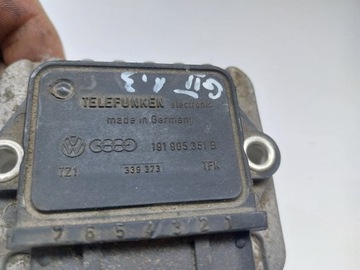 GTI 1.3
TELEFUNKEN electronic
made in Germany
191 905 351 B
TZ1 339 373 TFK
7 6 5 4 3 2 1